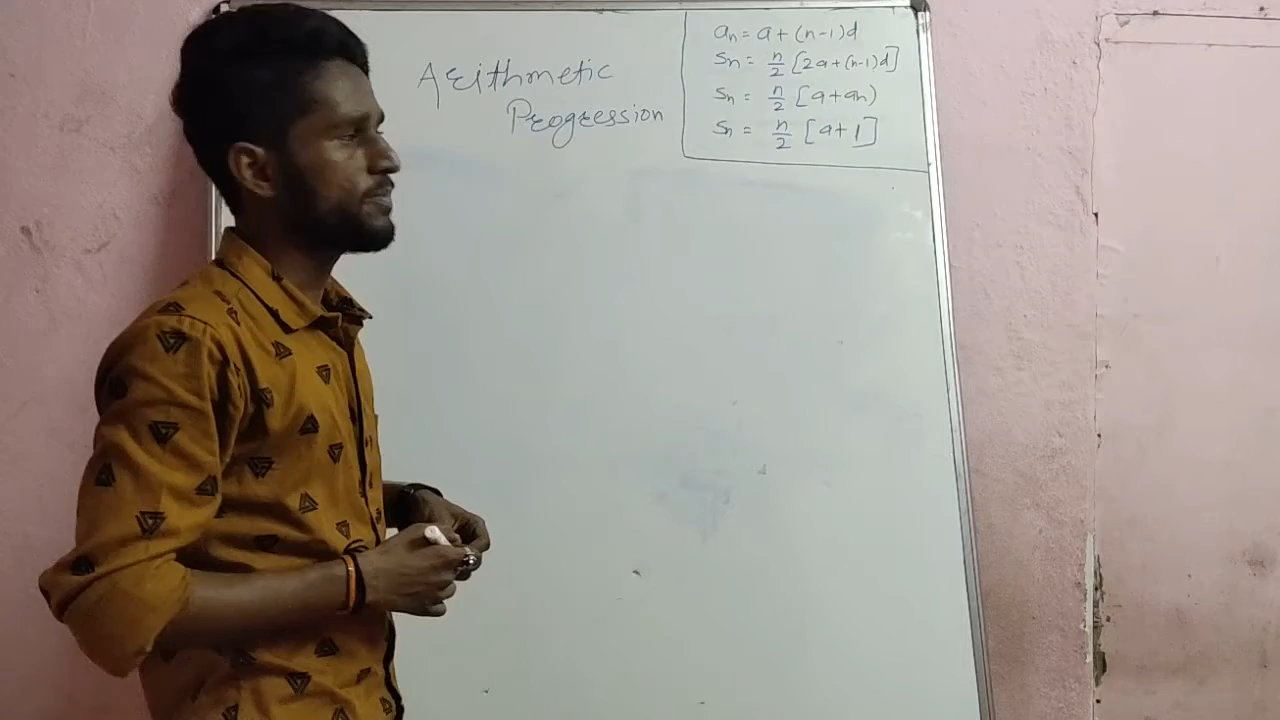 Arithmetic
Progression
an = a + (n-1)d
Sn = n/2 [2a+(n-1)d]
Sn = n/2 [a+an)
Sn = n/2 [a+l]